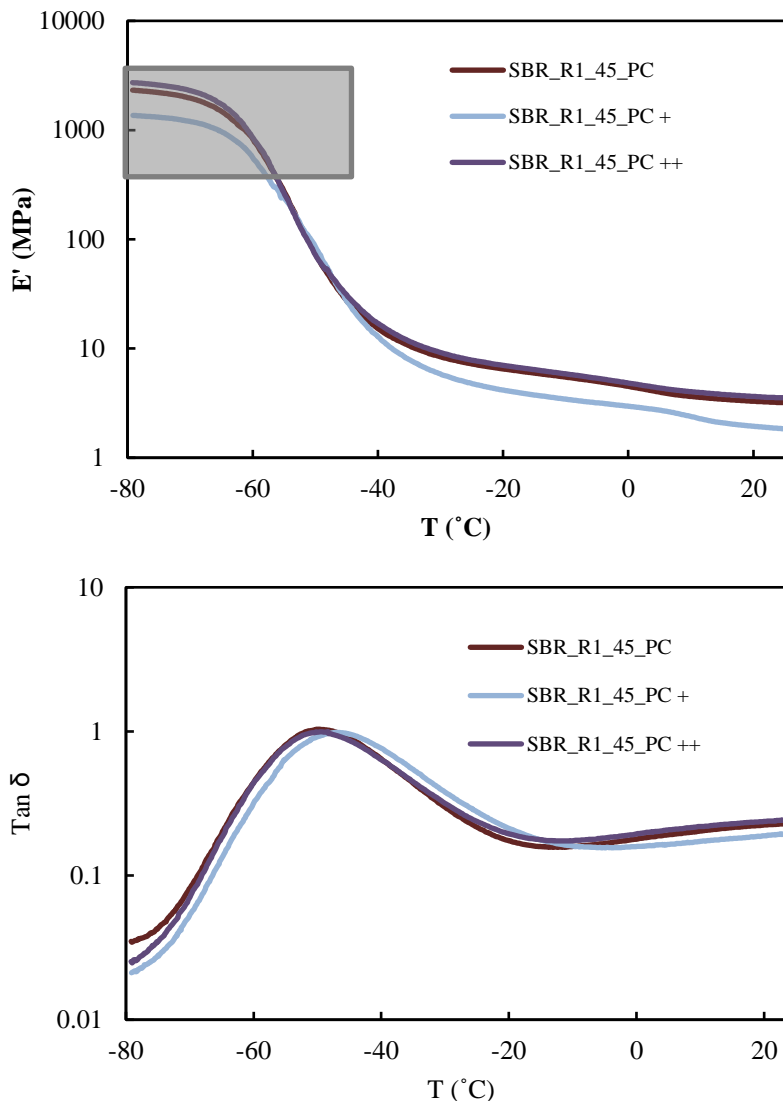 10000
1000
100
10
1
E' (MPa)
SBR_R1_45_PC
SBR_R1_45_PC +
SBR_R1_45_PC ++
-80 -60 -40 -20 0 20
T (˚C)
10
1
0.1
0.01
Tan δ
SBR_R1_45_PC
SBR_R1_45_PC +
SBR_R1_45_PC ++
-80 -60 -40 -20 0 20
T (˚C)